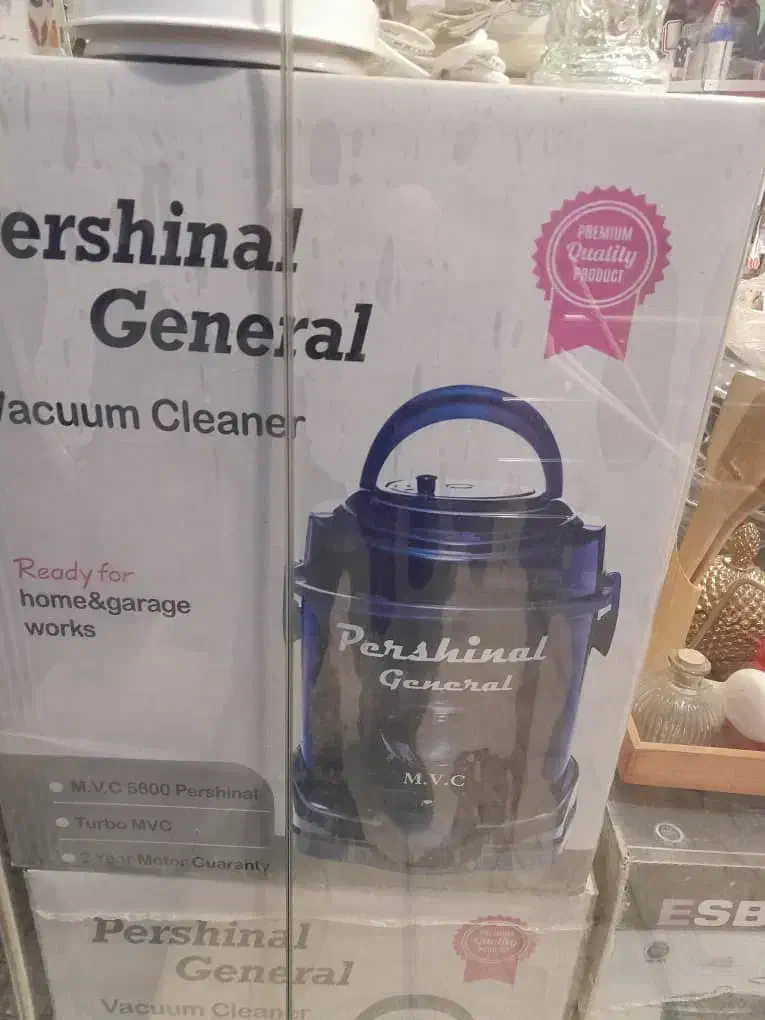 ershinal
General
Vacuum Cleaner
PREMIUM
Quality
PRODUCT
Ready for
home&garage
works
Pershinal
General
M.V.C
M.V.C 5800 Pershinal
Turbo MVC
2 Year Motor Guaranty
Pershinal
General
Vacuum Cleaner
Quality
ESB